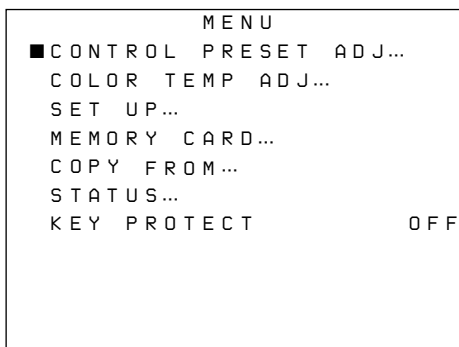 MENU
■CONTROL PRESET ADJ…
COLOR TEMP ADJ…
SET UP…
MEMORY CARD…
COPY FROM…
STATUS…
KEY PROTECT OFF